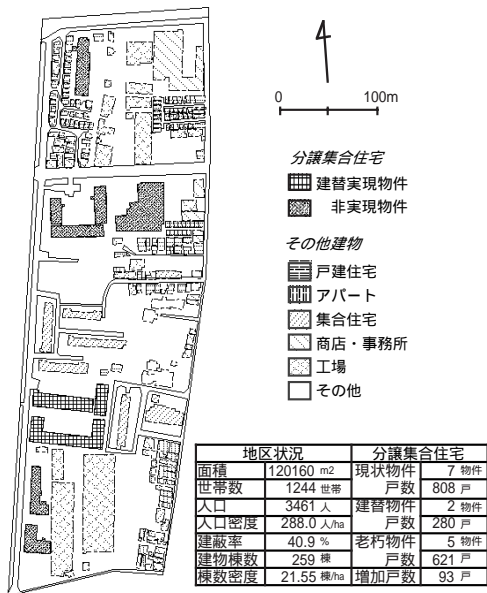 0 100m
分譲集合住宅
建替実現物件
非実現物件
その他建物
戸建住宅
アパート
集合住宅
商店・事務所
工場
その他
地区状況 分譲集合住宅
面積 120160 m2 現状物件 7 物件
世帯数 1244 世帯 戸数 808 戸
人口 3461 人 建替物件 2 物件
人口密度 288.0 人/ha 戸数 280 戸
建蔽率 40.9 % 老朽物件 5 物件
建物棟数 259 棟 戸数 621 戸
棟数密度 21.55 棟/ha 増加戸数 93 戸